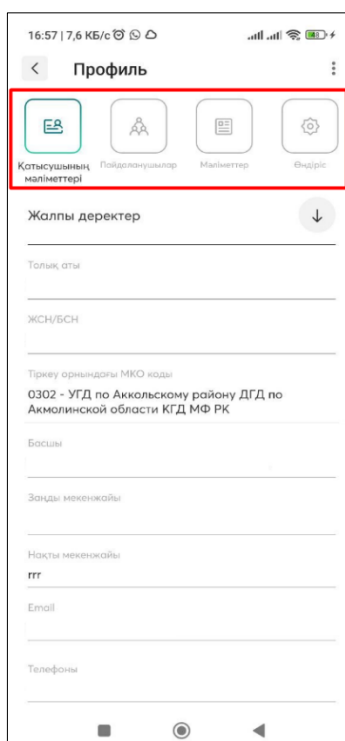 16:57 | 7,6 КБ/с
Профиль
Қатысушының мәліметтері
Пайдаланушылар
Мәліметтер
Өндіріс
Жалпы деректер
Толық аты
ЖСН/БСН
Тіркеу орнындағы МКО коды
0302 - УГД по Аккольскому району ДГД по
Акмолинской области КГД МФ РК
Басшы
Заңды мекенжайы
Нақты мекенжайы
rrr
Email
Телефоны